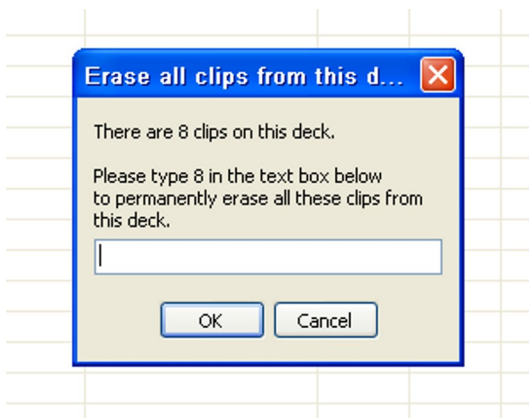 Erase all clips from this d...
There are 8 clips on this deck.
Please type 8 in the text box below
to permanently erase all these clips from
this deck.
OK
Cancel